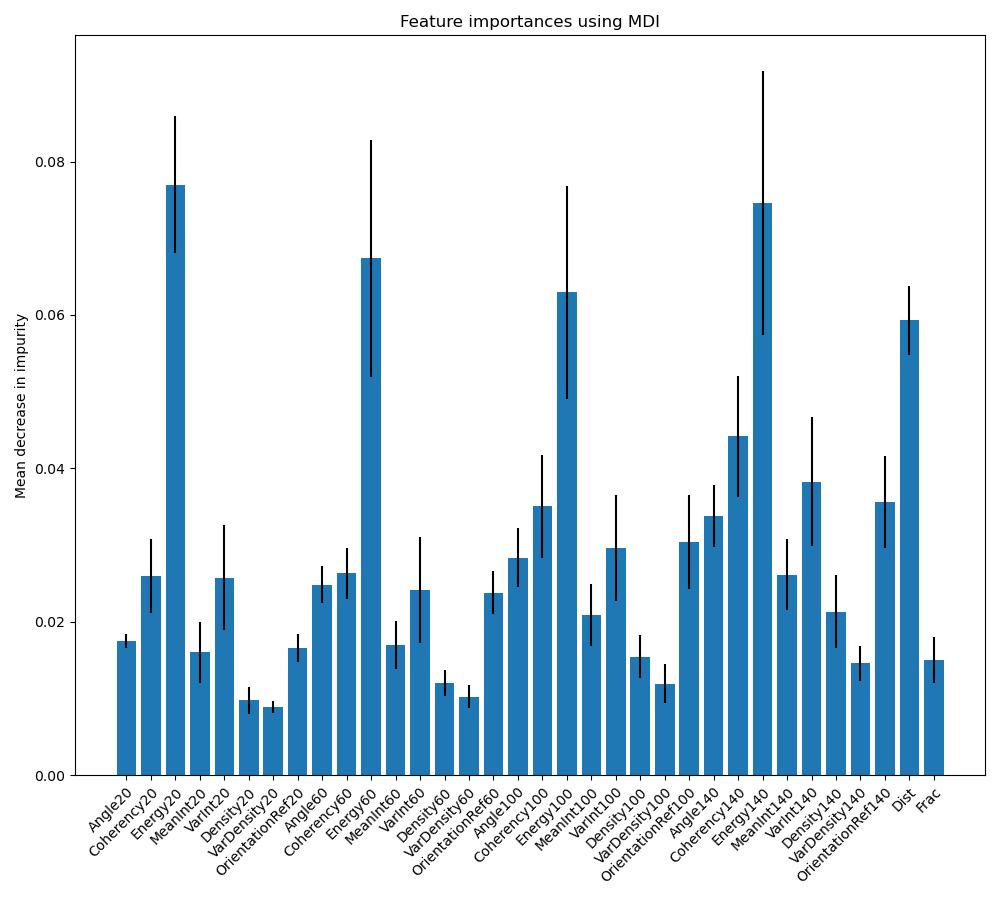 Feature importances using MDI
Mean decrease in impurity
0.08
0.06
0.04
0.02
0.00
Angle20
Coherency20
Energy20
MeanInt20
VarInt20
Density20
VarDensity20
OrientationRef20
Angle60
Coherency60
Energy60
MeanInt60
VarInt60
Density60
VarDensity60
OrientationRef60
Angle100
Coherency100
Energy100
MeanInt100
VarInt100
Density100
VarDensity100
OrientationRef100
Angle140
Coherency140
Energy140
MeanInt140
VarInt140
Density140
VarDensity140
OrientationRef140
Dist
Frac